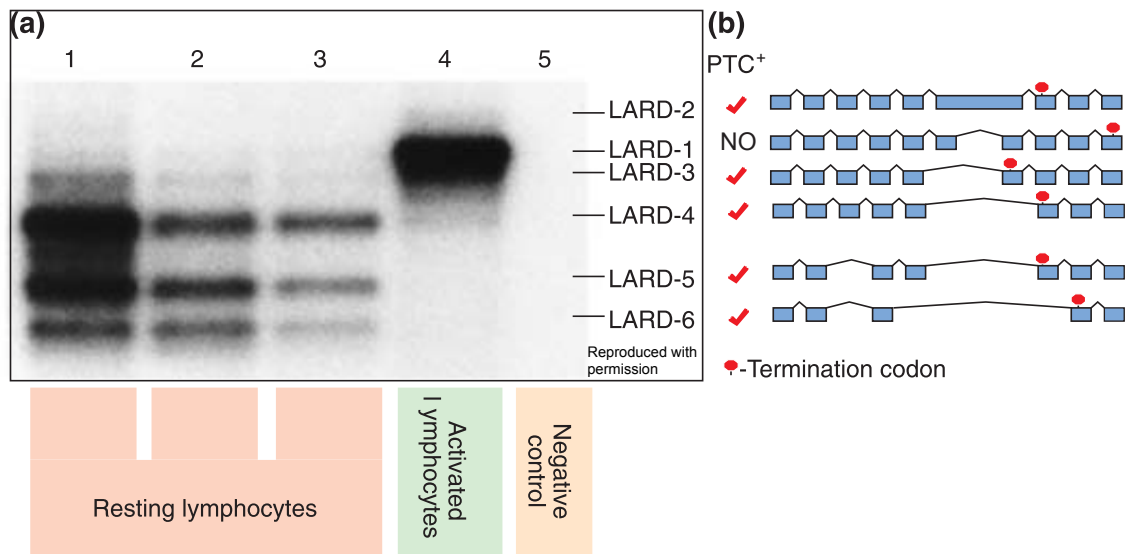 (a)
1 2 3 4 5
LARD-2
LARD-1
LARD-3
LARD-4
LARD-5
LARD-6
Reproduced with
permission
Resting lymphocytes
Activated
l ymphocytes
Negative
control
(b)
PTC+
NO
-Termination codon